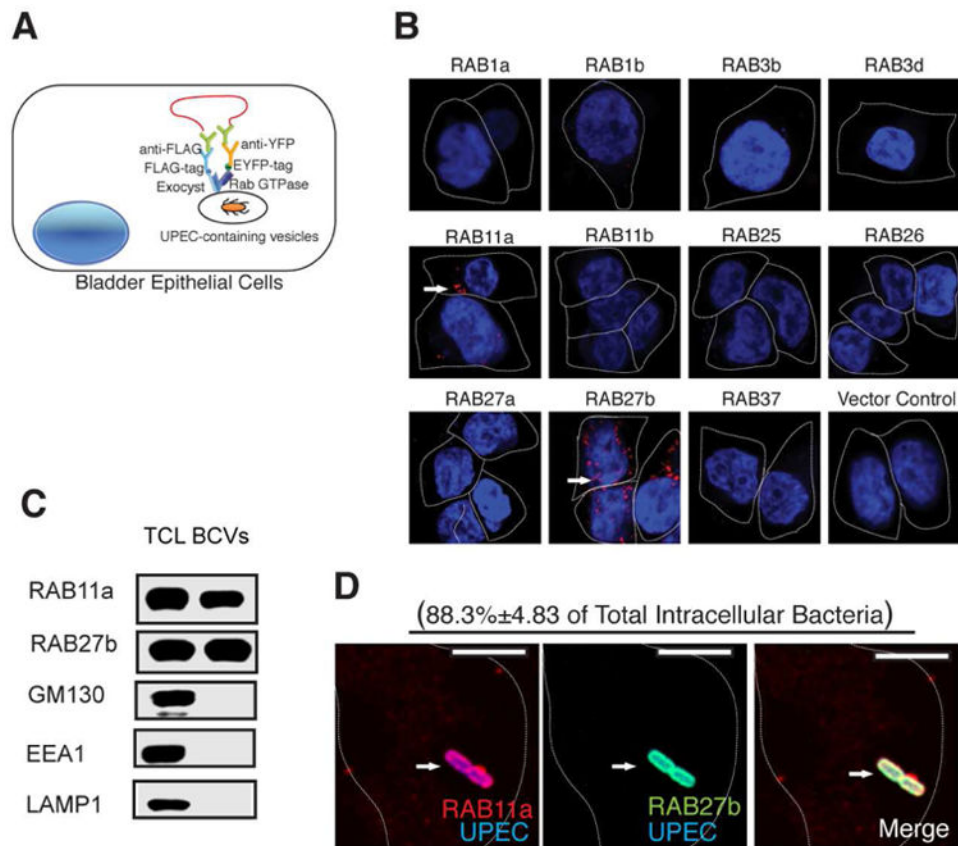 A
anti-FLAG
anti-YFP
FLAG-tag
EYFP-tag
Exocyst
Rab GTPase
UPEC-containing vesicles
Bladder Epithelial Cells
B
RAB1a
RAB1b
RAB3b
RAB3d
RAB11a
RAB11b
RAB25
RAB26
RAB27a
RAB27b
RAB37
Vector Control
C
TCL BCVs
RAB11a
RAB27b
GM130
EEA1
LAMP1
D
(88.3%±4.83 of Total Intracellular Bacteria)
RAB11a
UPEC
RAB27b
UPEC
Merge